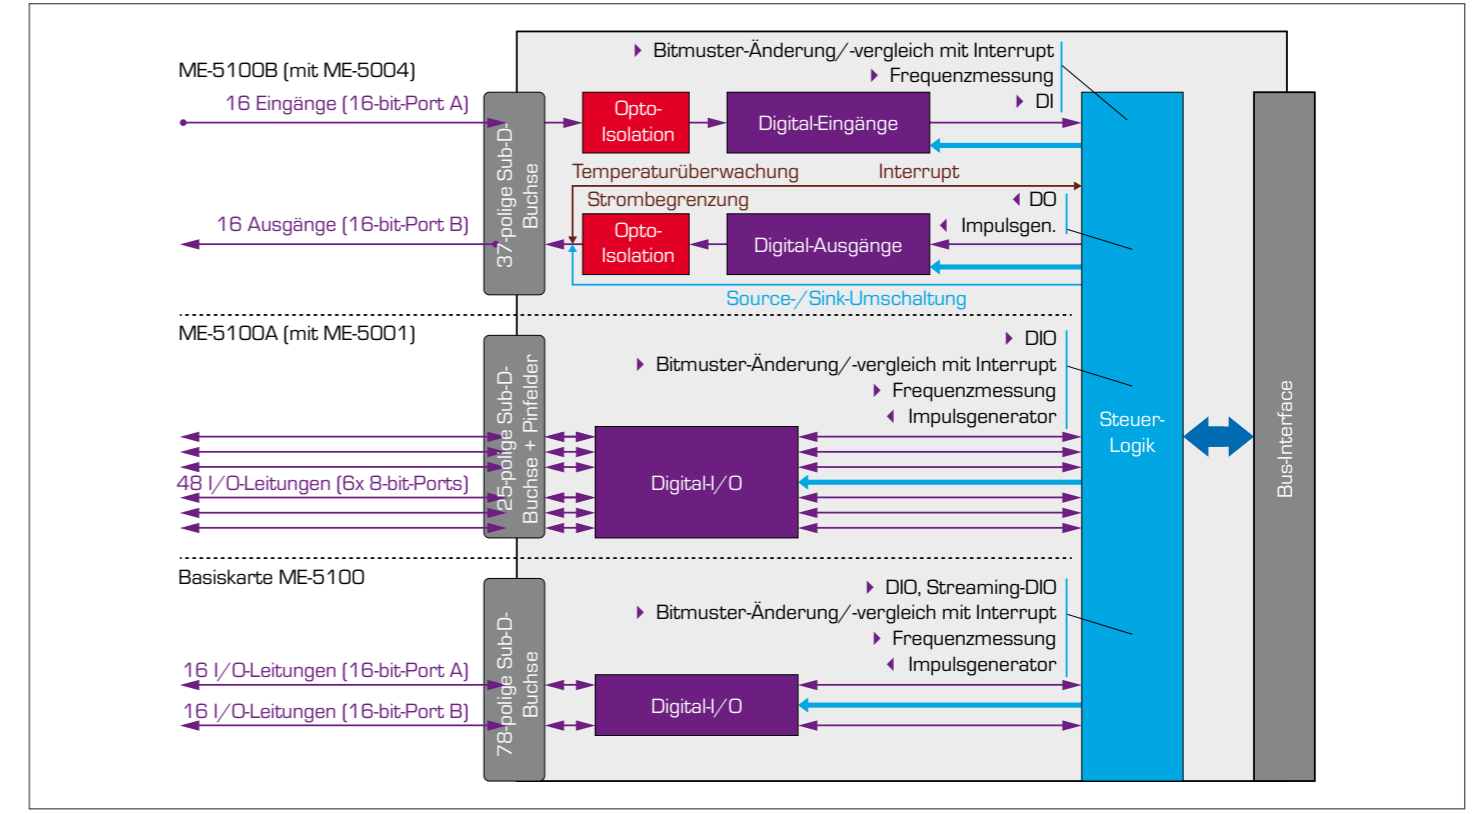 ME-5100B (mit ME-5004)
16 Eingänge (16-bit-Port A)
16 Ausgänge (16-bit-Port B)
37-polige Sub-D-
Buchse
Bitmuster-Änderung/-vergleich mit Interrupt
Frequenzmessung
DI
Opto-
Isolation
Digital-Eingänge
Temperaturüberwachung
Interrupt
Strombegrenzung
DO
Impulsgen.
Opto-
Isolation
Digital-Ausgänge
Source-/Sink-Umschaltung
ME-5100A (mit ME-5001)
48 I/O-Leitungen (6x 8-bit-Ports)
25-polige Sub-D-
Buchse + Pinfelder
DIO
Bitmuster-Änderung/-vergleich mit Interrupt
Frequenzmessung
Impulsgenerator
Digital-I/O
Steuer-
Logik
Bus-Interface
Basiskarte ME-5100
16 I/O-Leitungen (16-bit-Port A)
16 I/O-Leitungen (16-bit-Port B)
78-polige Sub-D-
Buchse
DIO, Streaming-DIO
Bitmuster-Änderung/-vergleich mit Interrupt
Frequenzmessung
Impulsgenerator
Digital-I/O